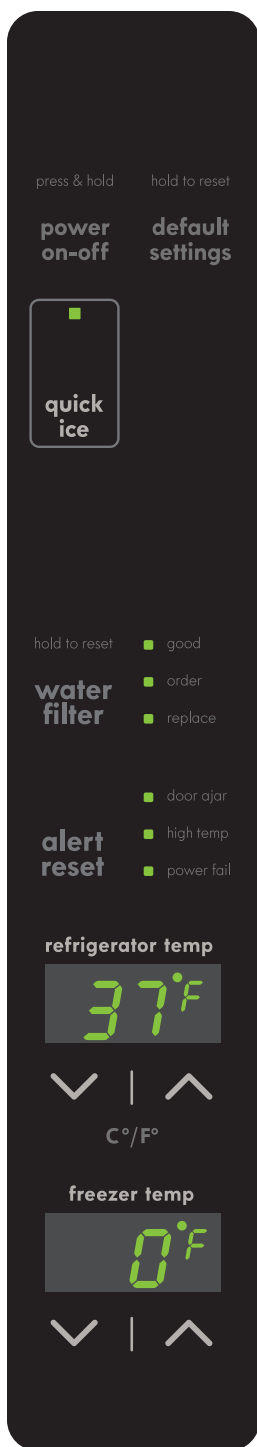 press & hold
hold to reset
power
on-off
default
settings
quick
ice
hold to reset
water
filter
good
order
replace
alert
reset
door ajar
high temp
power fail
refrigerator temp
37°F
C°/F°
freezer temp
0°F